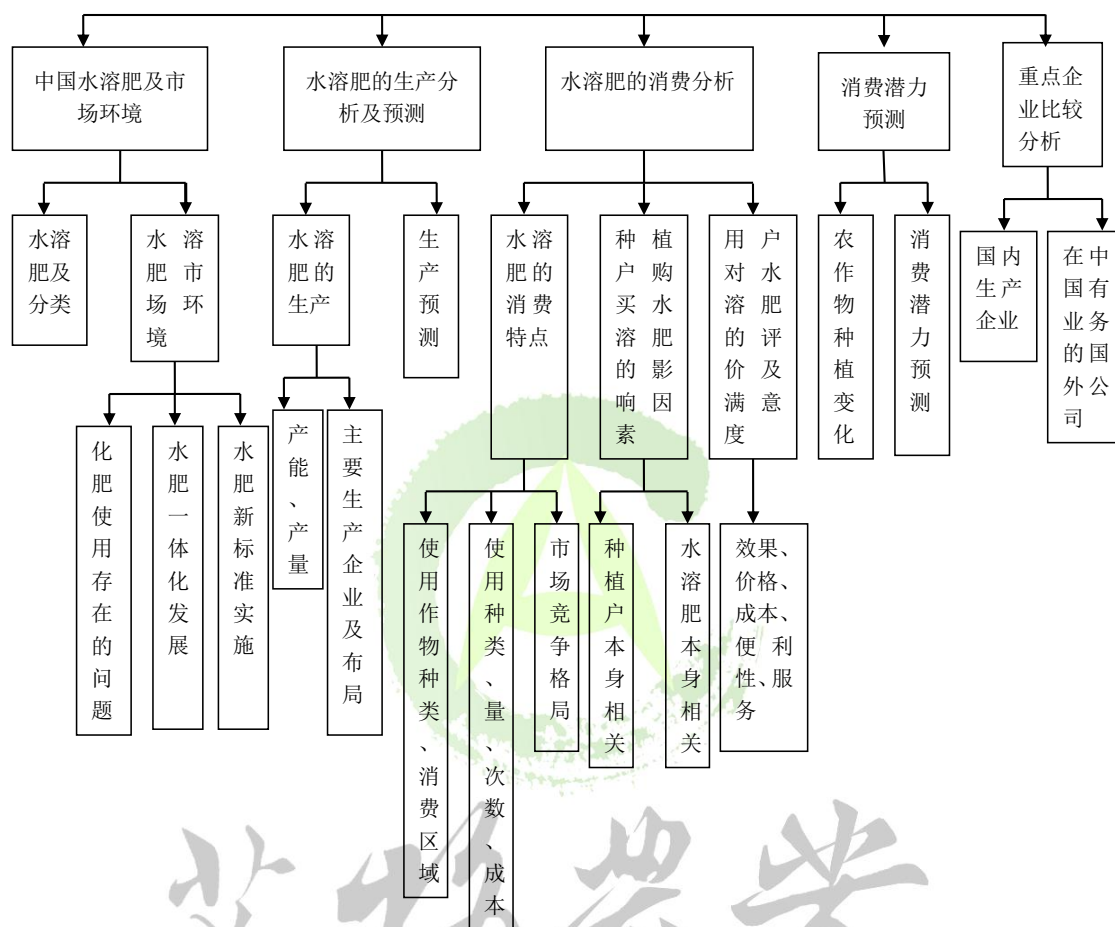 中国水溶肥及市
场环境
水溶肥的生产分
析及预测
水溶肥的消费分析
消费潜力
预测
重点企
业比较
分析
水溶
肥及
分类
水溶
肥市
场环
境
水溶
肥的
生产
生产预测
水溶
肥的
消费
特点
种植
户购
买水
溶肥
的影
响因
素
用户
对水
溶肥
的评
价及
满意
度
农作物种植变化
消费潜力预测
国内
生产
企业
在中
国有
业务
的国
外公
司
化肥使用存在的问题
水肥一体化发展
水肥新标准实施
产能、产量
主要生产企业及布局
使用作物种类、消费区域
使用种类、量、次数、成本
市场竞争格局
种植户本身相关
水溶肥本身相关
效果、
价格、
成本、
便利
性、服
务